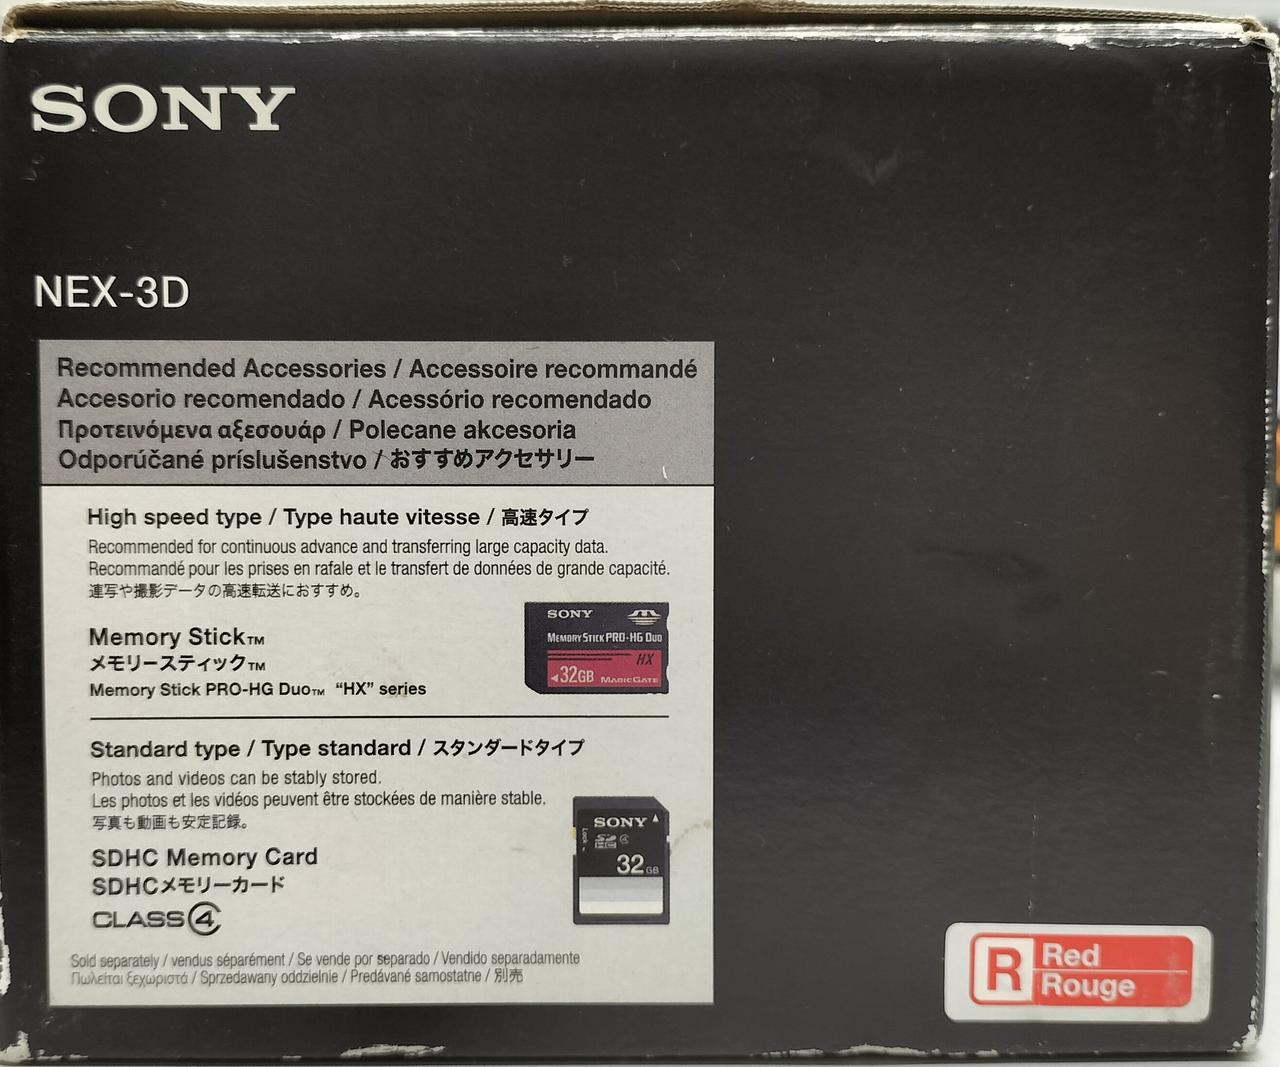 SONY
NEX-3D
Recommended Accessories / Accessoire recommandé
Accesorio recomendado / Acessório recomendado
Προτεινόμενα αξεσουάρ / Polecane akcesoria
Odporúčané príslušenstvo / おすすめアクセサリー
High speed type / Type haute vitesse / 高速タイプ
Recommended for continuous advance and transferring large capacity data.
Recommandé pour les prises en rafale et le transfert de données de grande capacité.
連写や撮影データの高速転送におすすめ。
Memory Stick™
メモリースティック™
Memory Stick PRO-HG Duo™ “HX” series
SONY
MEMORY STICK PRO-HG DUO
HX
32GB MAGICGATE
Standard type / Type standard / スタンダードタイプ
Photos and videos can be stably stored.
Les photos et les vidéos peuvent être stockées de manière stable.
写真も動画も安定記録。
SDHC Memory Card
SDHCメモリーカード
CLASS 4
SONY
Lock
SDHC 4
32 GB
Sold separately / vendus séparément / Se vende por separado / Vendido separadamente
Πωλείται ξεχωριστά / Sprzedawany oddzielnie / Predávané samostatne / 別売
R Red
Rouge